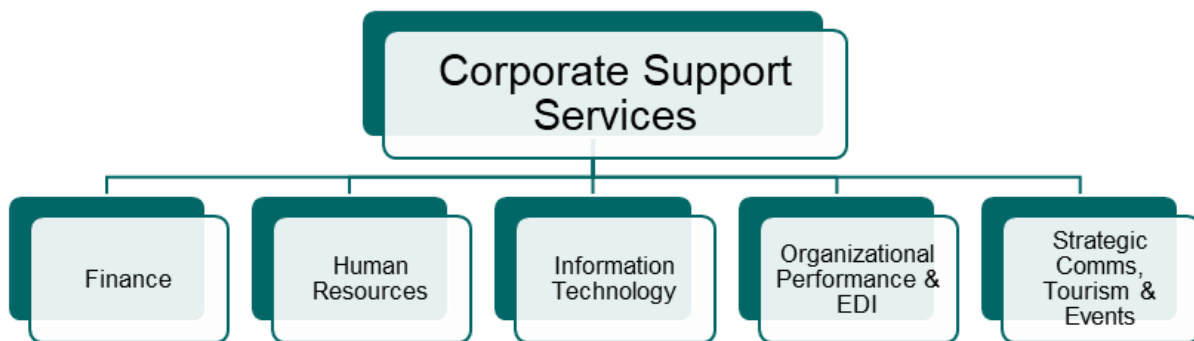 Corporate Support
Services
Finance
Human
Resources
Information
Technology
Organizational
Performance &
EDI
Strategic
Comms,
Tourism &
Events